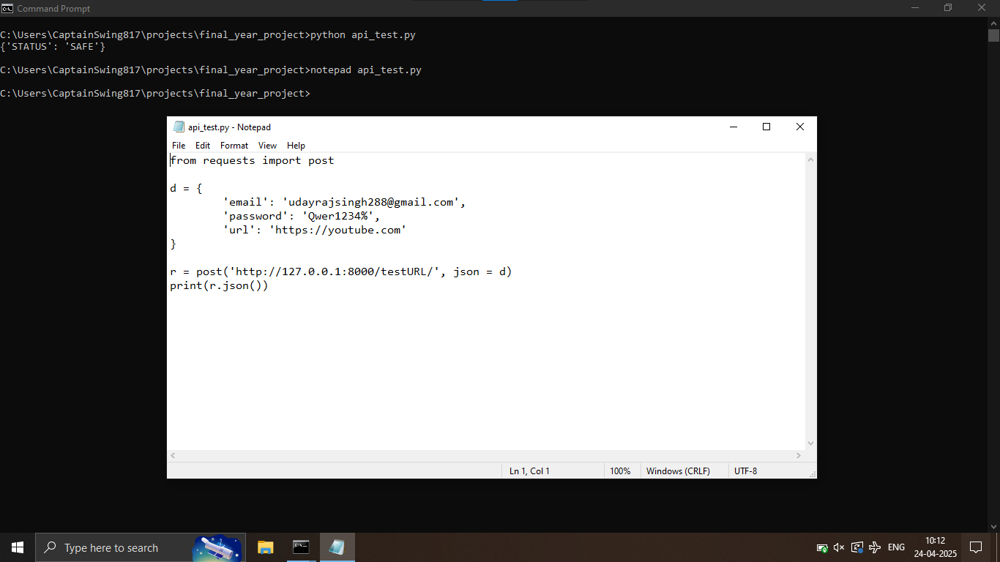 Command Prompt
C:\Users\CaptainSwing817\projects\final_year_project>python api_test.py
{'STATUS': 'SAFE'}
C:\Users\CaptainSwing817\projects\final_year_project>notepad api_test.py
C:\Users\CaptainSwing817\projects\final_year_project>
api_test.py - Notepad
File Edit Format View Help
from requests import post
d = {
'email': 'udayrajsingh288@gmail.com',
'password': 'Qwer1234%',
'url': 'https://youtube.com'
}
r = post('http://127.0.0.1:8000/testURL/', json = d)
print(r.json())
Ln 1, Col 1
100%
Windows (CRLF)
UTF-8
Type here to search
ENG
10:12
24-04-2025